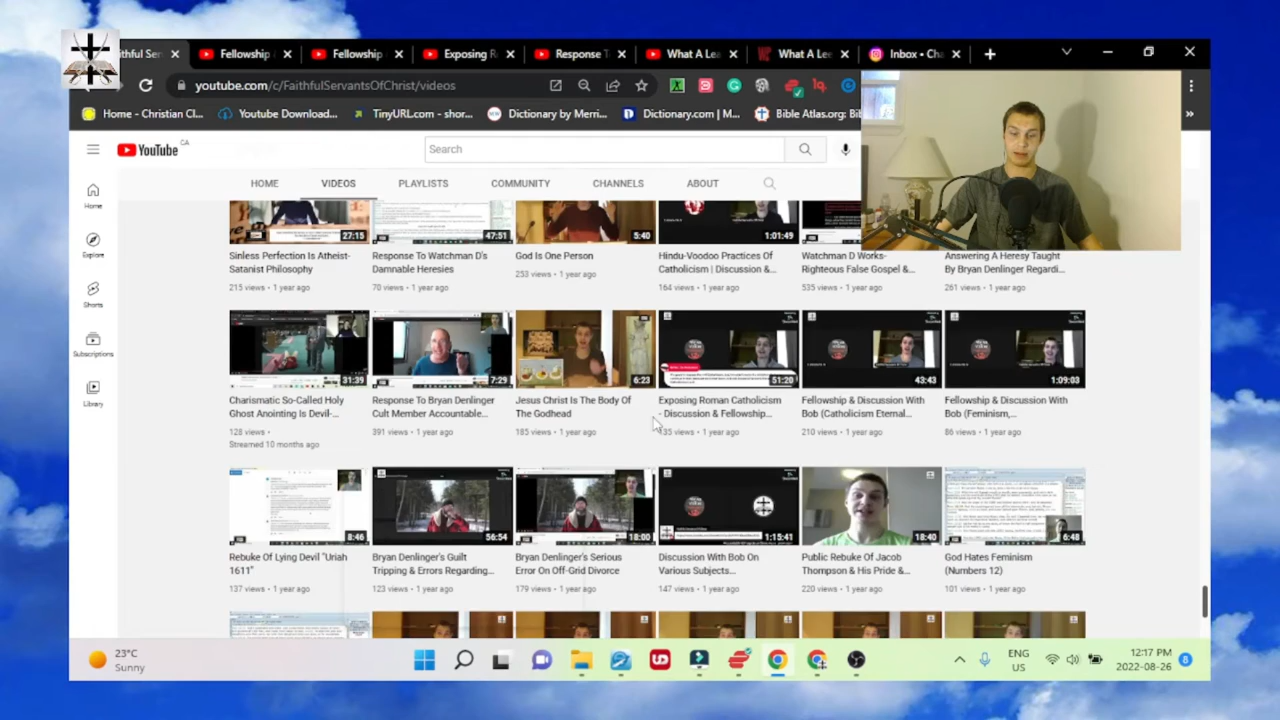 aithful Ser
Fellowship
Fellowship
Exposing R
Response T
What A Lea
What A Lee
Inbox • Cha
youtube.com/c/FaithfulServantsOfChrist/videos
Home - Christian Cl...
Youtube Download...
TinyURL.com - shor...
Dictionary by Merri...
Dictionary.com | M...
Bible Atlas.org: Bib
»
YouTube CA
Search
HOME
VIDEOS
PLAYLISTS
COMMUNITY
CHANNELS
ABOUT
Home
Explore
Shorts
Subscriptions
Library
27:15
47:51
5:40
1:01:49
Sinless Perfection Is Atheist-
Satanist Philosophy
215 views • 1 year ago
Response To Watchman D's
Damnable Heresies
70 views • 1 year ago
God Is One Person
253 views • 1 year ago
Hindu-Voodoo Practices Of
Catholicism | Discussion &...
164 views • 1 year ago
Watchman D Works-
Righteous False Gospel &...
535 views • 1 year ago
Answering A Heresy Taught
By Bryan Denlinger Regardi...
261 views • 1 year ago
31:39
7:29
6:23
51:20
43:43
1:09:03
Charismatic So-Called Holy
Ghost Anointing Is Devil-...
128 views •
Streamed 10 months ago
Response To Bryan Denlinger
Cult Member Accountable...
391 views • 1 year ago
Jesus Christ Is The Body Of
The Godhead
185 views • 1 year ago
Exposing Roman Catholicism
- Discussion & Fellowship...
35 views • 1 year ago
Fellowship & Discussion With
Bob (Catholicism Eternal
210 views • 1 year ago
Fellowship & Discussion With
Bob (Feminism,...
86 views • 1 year ago
8:46
56:54
18:00
1:15:41
18:40
6:48
Rebuke Of Lying Devil "Uriah
1611"
137 views • 1 year ago
Bryan Denlinger's Guilt
Tripping & Errors Regarding...
123 views • 1 year ago
Bryan Denlinger's Serious
Error On Off-Grid Divorce
179 views • 1 year ago
Discussion With Bob On
Various Subjects...
147 views • 1 year ago
Public Rebuke Of Jacob
Thompson & His Pride &...
220 views • 1 year ago
God Hates Feminism
(Numbers 12)
101 views • 1 year ago
23°C
Sunny
UD
ENG
US
12:17 PM
2022-08-26
8